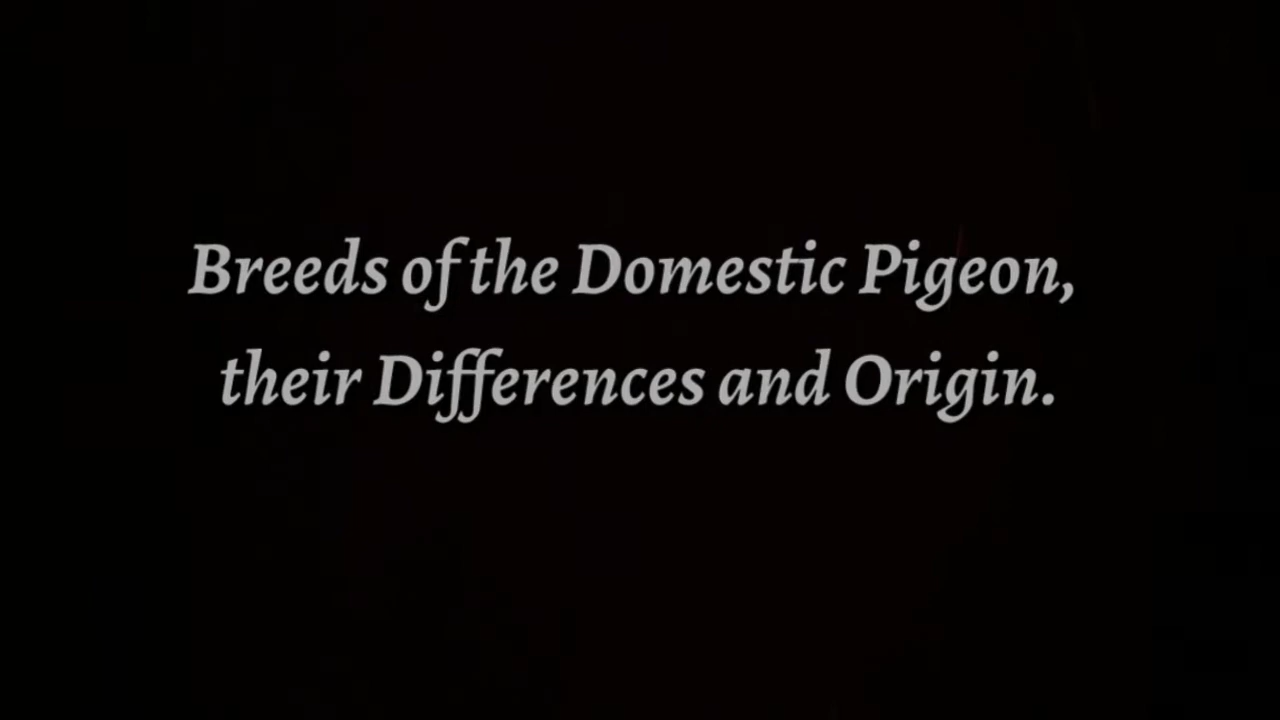 Breeds of the Domestic Pigeon,
their Differences and Origin.